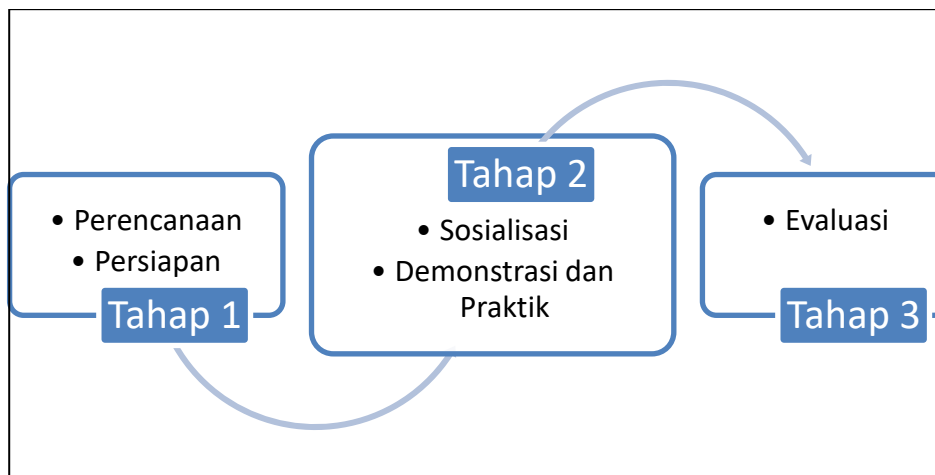 • Perencanaan
• Persiapan
Tahap 1
Tahap 2
• Sosialisasi
• Demonstrasi dan
Praktik
• Evaluasi
Tahap 3